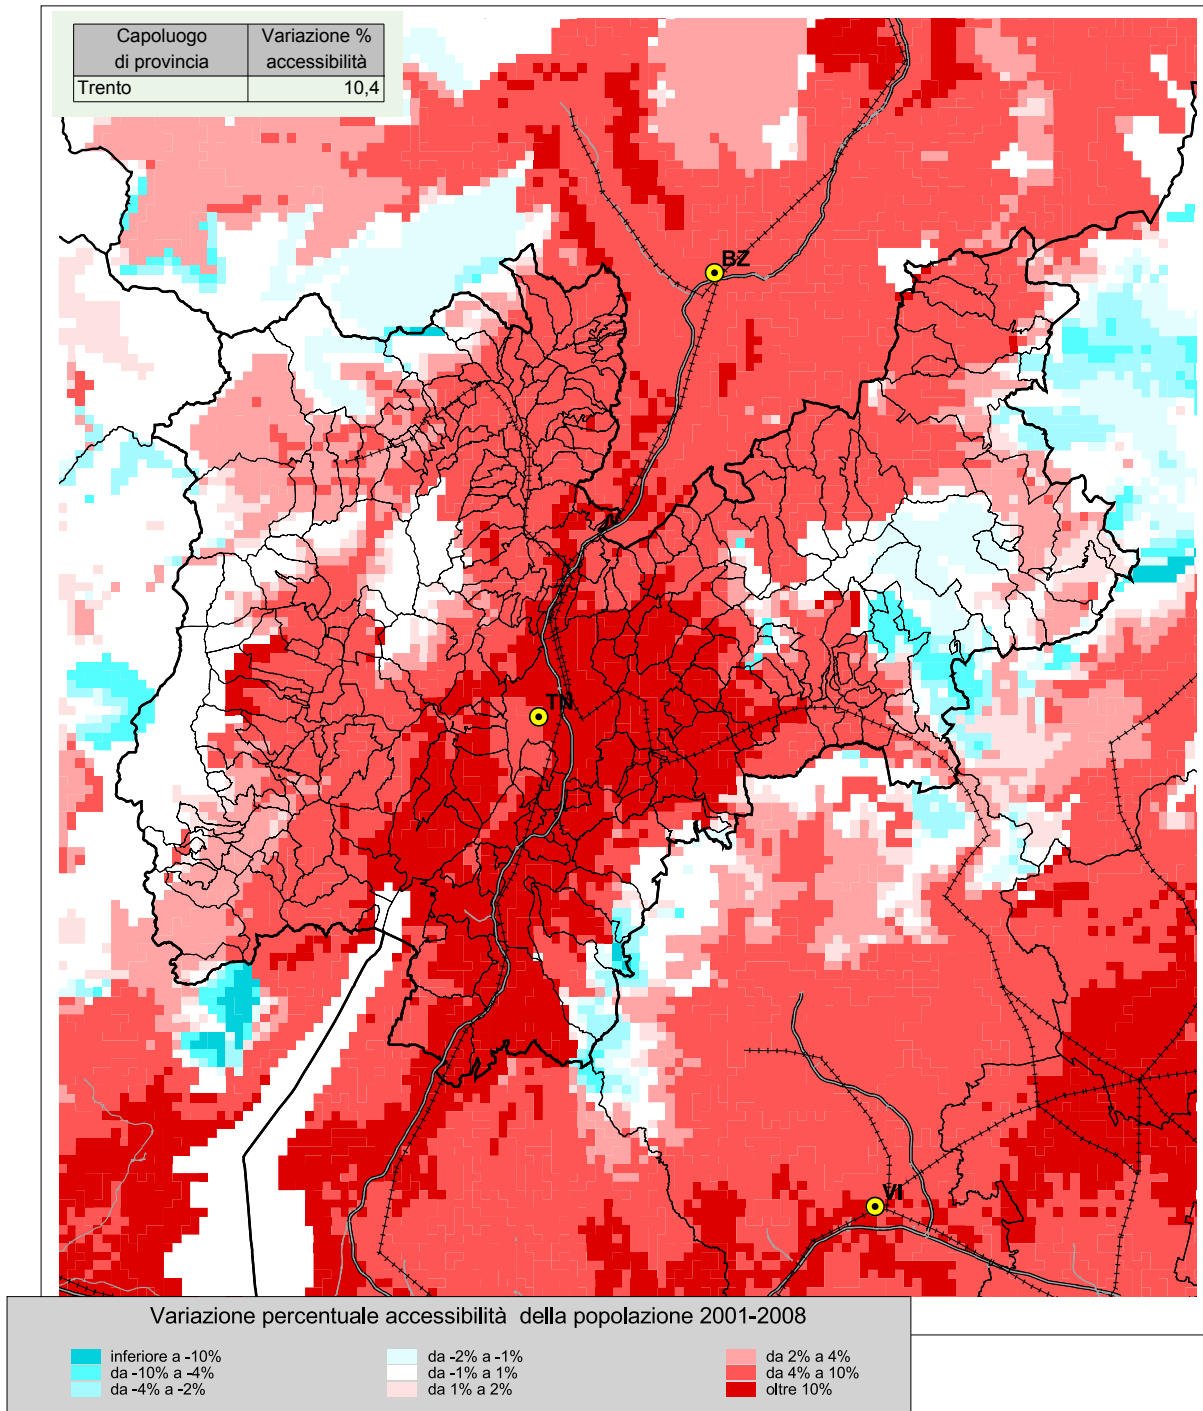 Capoluogo di provincia Variazione % accessibilità
Trento 10,4
BZ
TN
VI
Variazione percentuale accessibilità della popolazione 2001-2008
inferiore a -10%
da -10% a -4%
da -4% a -2%
da -2% a -1%
da -1% a 1%
da 1% a 2%
da 2% a 4%
da 4% a 10%
oltre 10%